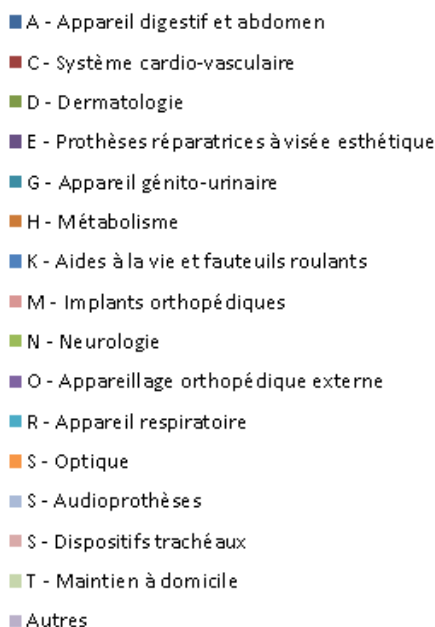 A - Appareil digestif et abdomen
C - Système cardio-vasculaire
D - Dermatologie
E - Prothèses réparatrices à visée esthétique
G - Appareil génito-urinaire
H - Métabolisme
K - Aides à la vie et fauteuils roulants
M - Implants orthopédiques
N - Neurologie
O - Appareillage orthopédique externe
R - Appareil respiratoire
S - Optique
S - Audioprothèses
S - Dispositifs trachéaux
T - Maintien à domicile
Autres